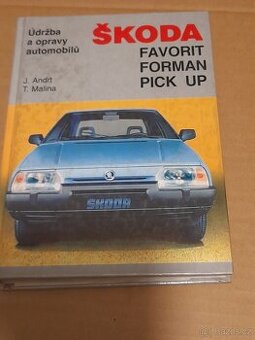 Údržba
a opravy
automobilů
J. Andrt
T. Malina
ŠKODA
FAVORIT
FORMAN
PICK UP
ŠKODA